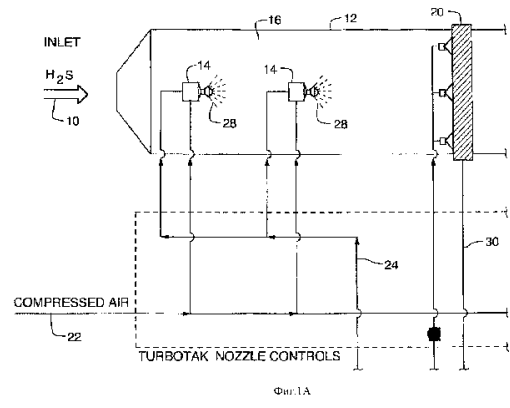 16
12
20
INLET
14
14
H2S
10
28
28
24
30
COMPRESSED AIR
22
TURBOTAK NOZZLE CONTROLS
Фиг.1А